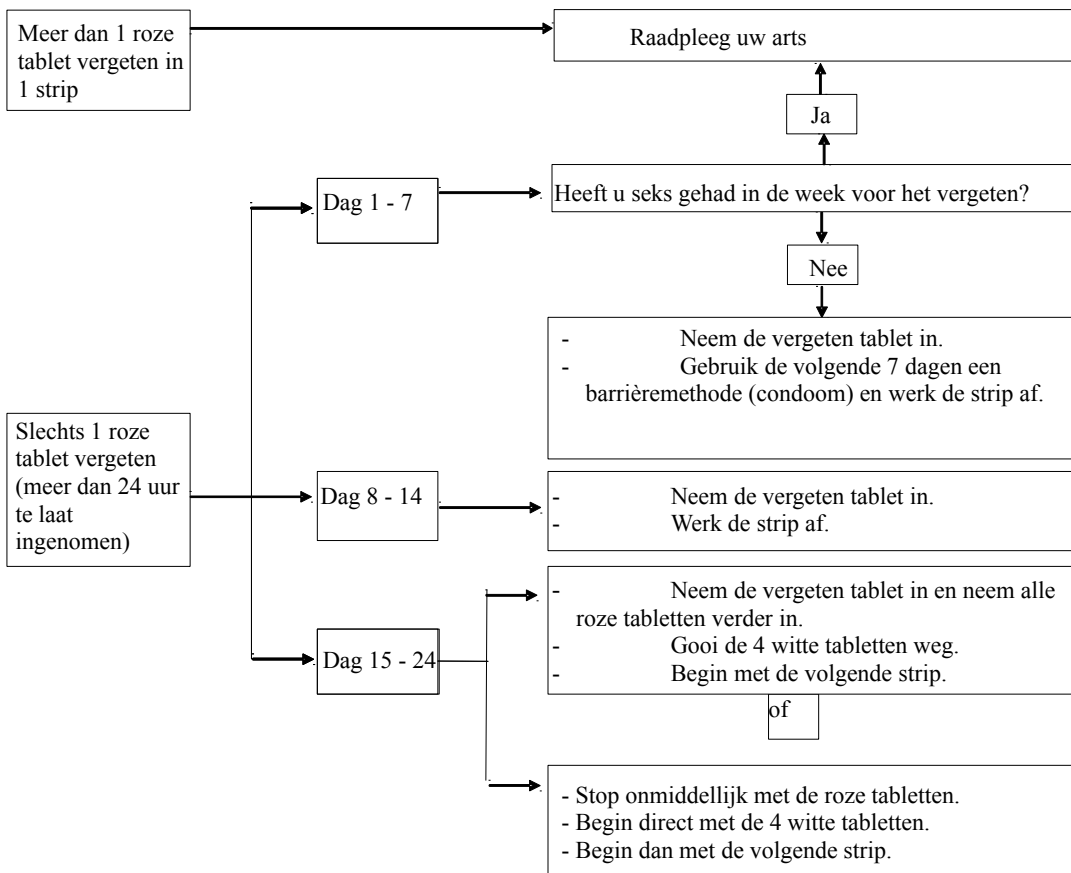 Meer dan 1 roze
tablet vergeten in
1 strip
Raadpleeg uw arts
Ja
Dag 1 - 7
Heeft u seks gehad in de week voor het vergeten?
Nee
- Neem de vergeten tablet in.
- Gebruik de volgende 7 dagen een
barrièremethode (condoom) en werk de strip af.
Slechts 1 roze
tablet vergeten
(meer dan 24 uur
te laat
ingenomen)
Dag 8 - 14
- Neem de vergeten tablet in.
- Werk de strip af.
Dag 15 - 24
- Neem de vergeten tablet in en neem alle
roze tabletten verder in.
- Gooi de 4 witte tabletten weg.
- Begin met de volgende strip.
of
- Stop onmiddellijk met de roze tabletten.
- Begin direct met de 4 witte tabletten.
- Begin dan met de volgende strip.